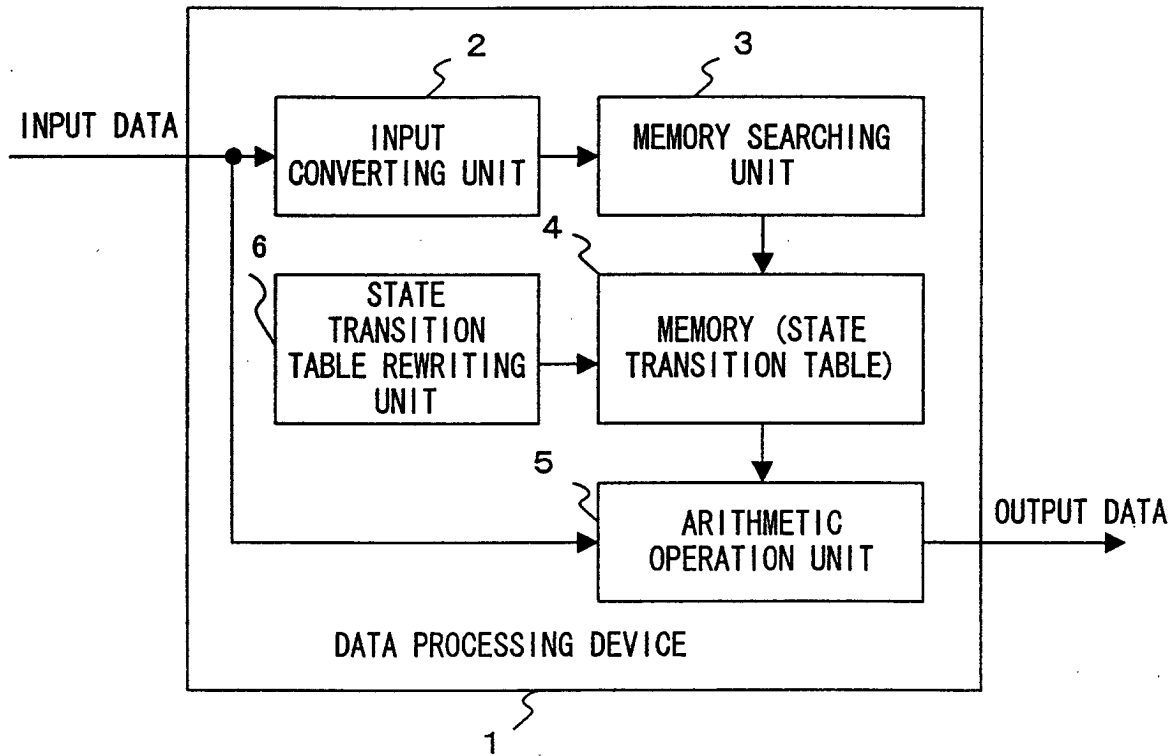 2
3
INPUT DATA
INPUT
CONVERTING UNIT
MEMORY SEARCHING
UNIT
6
4
STATE
TRANSITION
TABLE REWRITING
UNIT
MEMORY (STATE
TRANSITION TABLE)
5
ARITHMETIC
OPERATION UNIT
OUTPUT DATA
DATA PROCESSING DEVICE
1